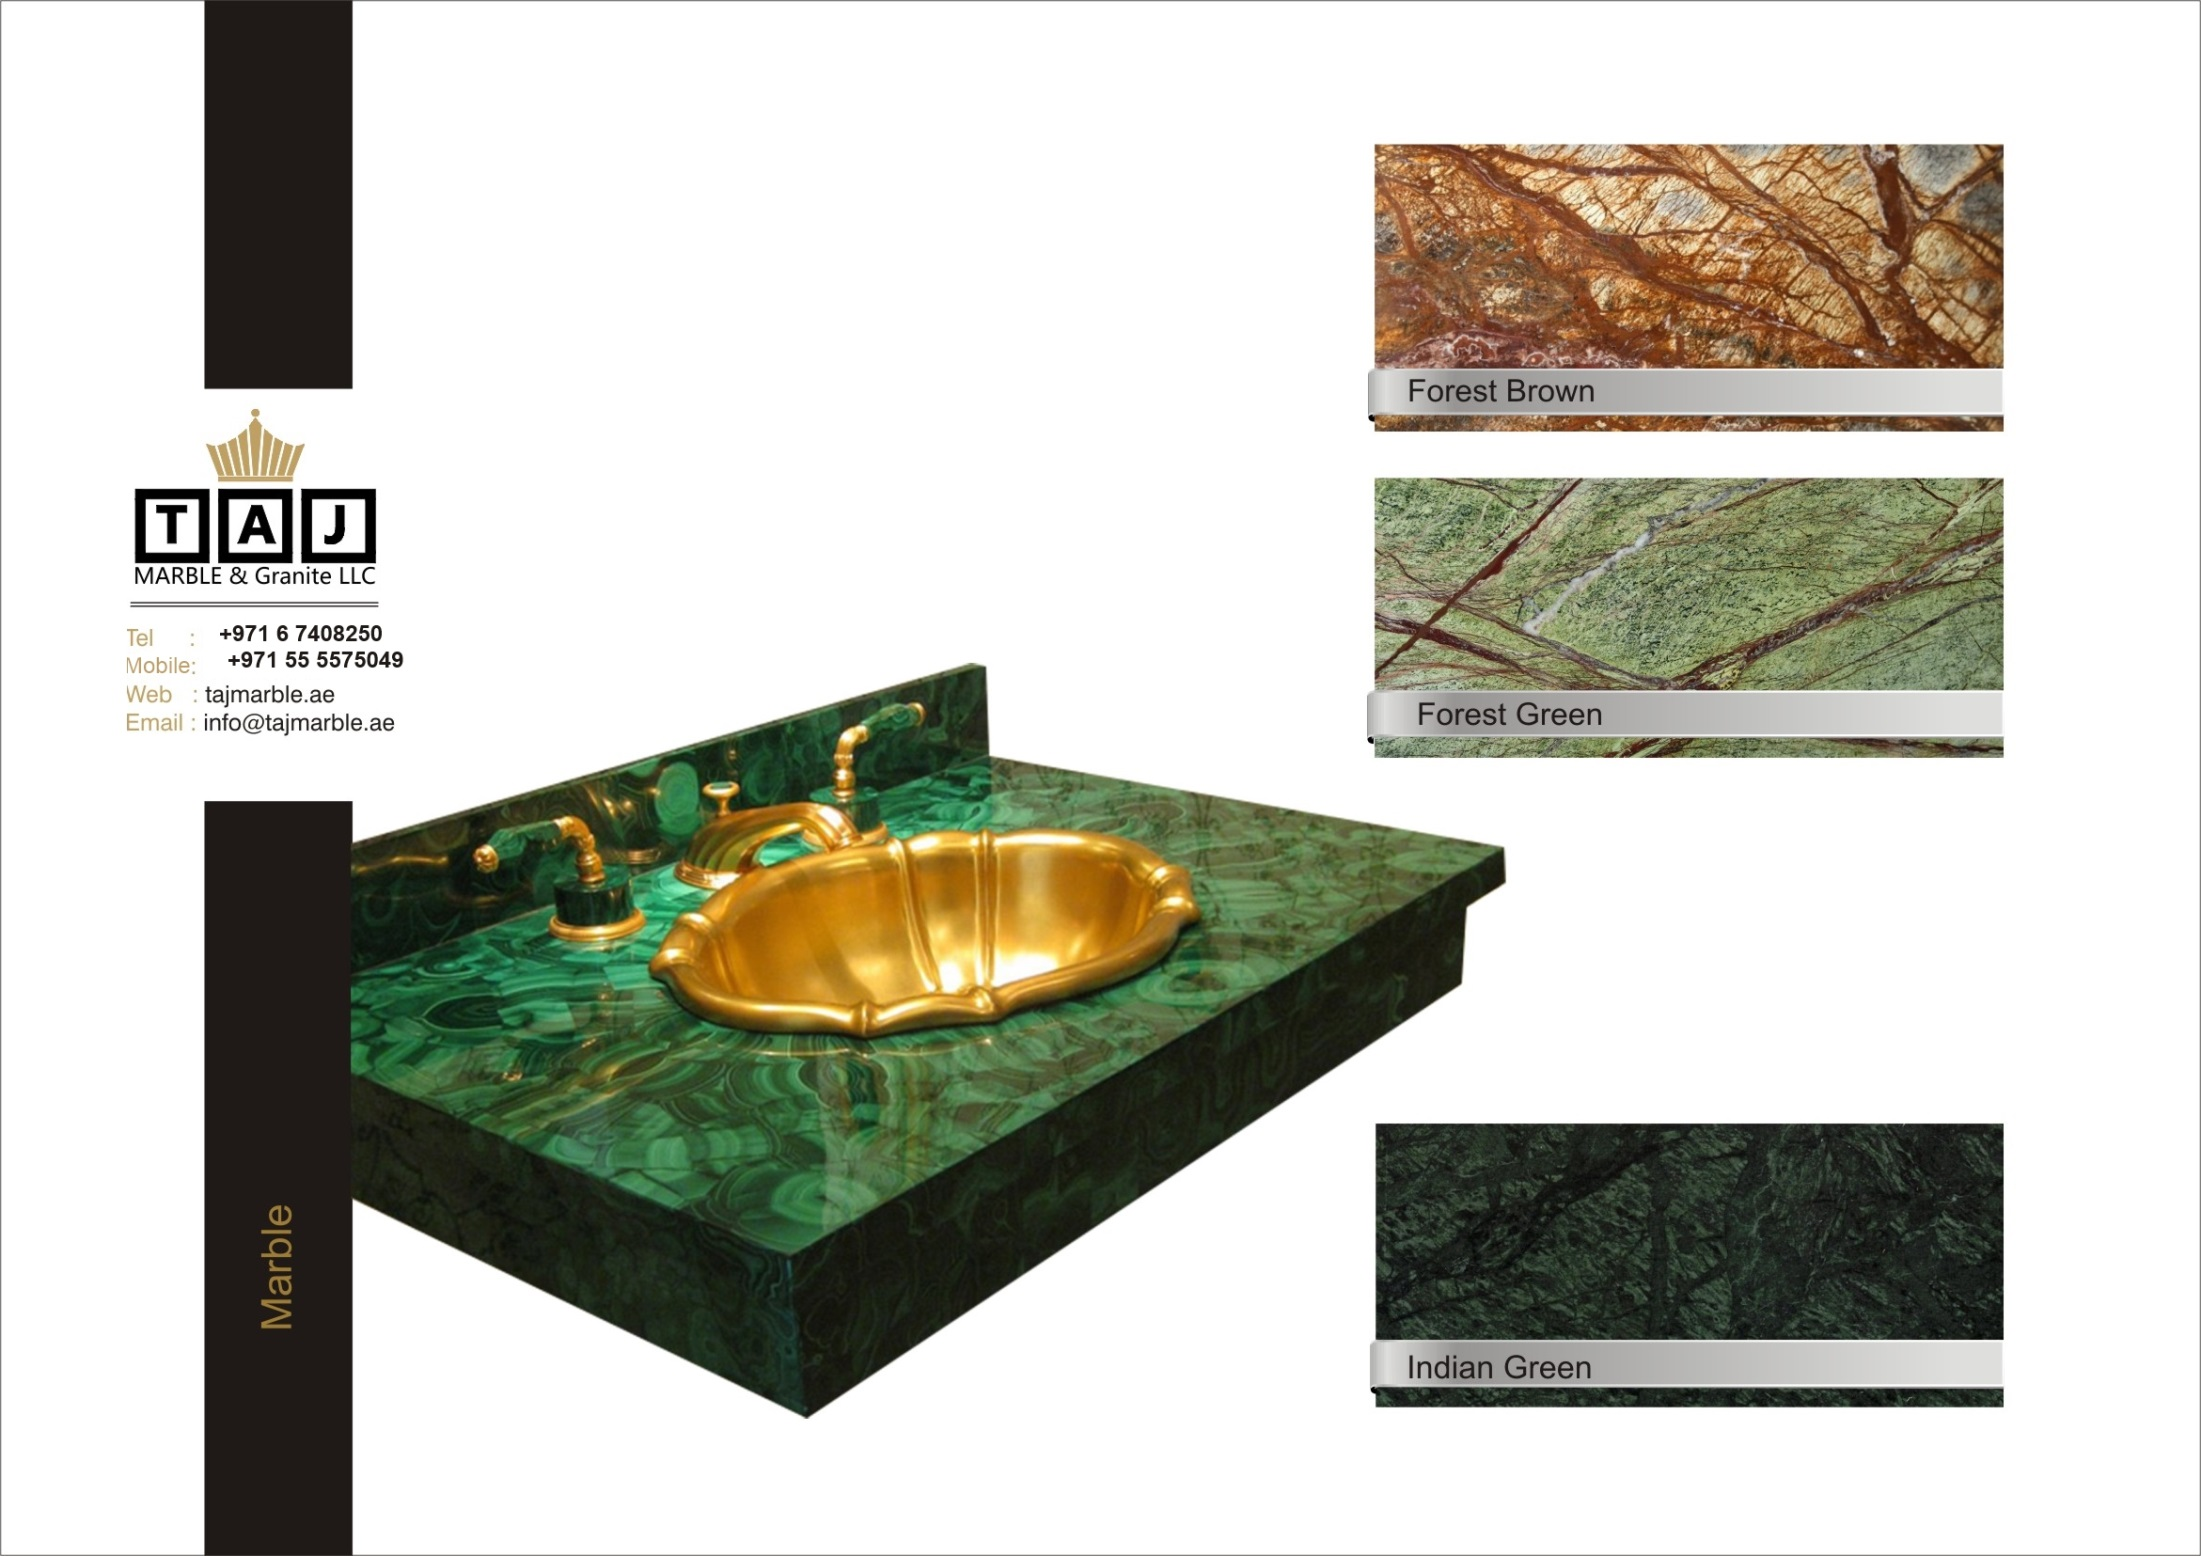 T A J
MARBLE & Granite LLC
Tel : +971 6 7408250
Mobile: +971 55 5575049
Web : tajmarble.ae
Email : info@tajmarble.ae
Marble
Forest Brown
Forest Green
Indian Green